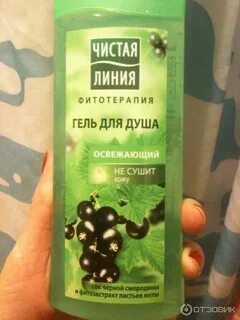 ЧИСТАЯ
ЛИНИЯ
ФИТОТЕРАПИЯ
ГЕЛЬ ДЛЯ ДУША
ОСВЕЖАЮЩИЙ
НЕ СУШИТ
кожу
сок черной смородины
и фитоэкстракт листьев мяты
ОТЗОВИК